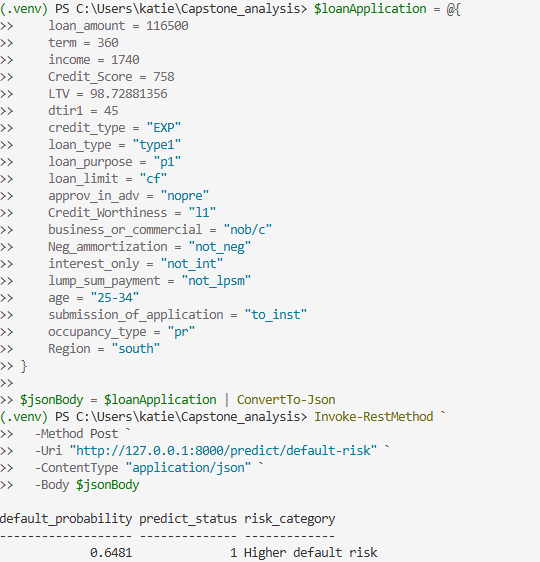 (.venv) PS C:\Users\katie\Capstone_analysis> $loanApplication = @{
>>     loan_amount = 116500
>>     term = 360
>>     income = 1740
>>     Credit_Score = 758
>>     LTV = 98.72881356
>>     dtir1 = 45
>>     credit_type = "EXP"
>>     loan_type = "type1"
>>     loan_purpose = "p1"
>>     loan_limit = "cf"
>>     approv_in_adv = "nopre"
>>     Credit_Worthiness = "l1"
>>     business_or_commercial = "nob/c"
>>     Neg_ammortization = "not_neg"
>>     interest_only = "not_int"
>>     lump_sum_payment = "not_lpsm"
>>     age = "25-34"
>>     submission_of_application = "to_inst"
>>     occupancy_type = "pr"
>>     Region = "south"
>> }
>>
>> $jsonBody = $loanApplication | ConvertTo-Json
(.venv) PS C:\Users\katie\Capstone_analysis> Invoke-RestMethod `
>>   -Method Post `
>>   -Uri "http://127.0.0.1:8000/predict/default-risk" `
>>   -ContentType "application/json" `
>>   -Body $jsonBody

default_probability predict_status risk_category
------------------- -------------- -------------
             0.6481              1 Higher default risk